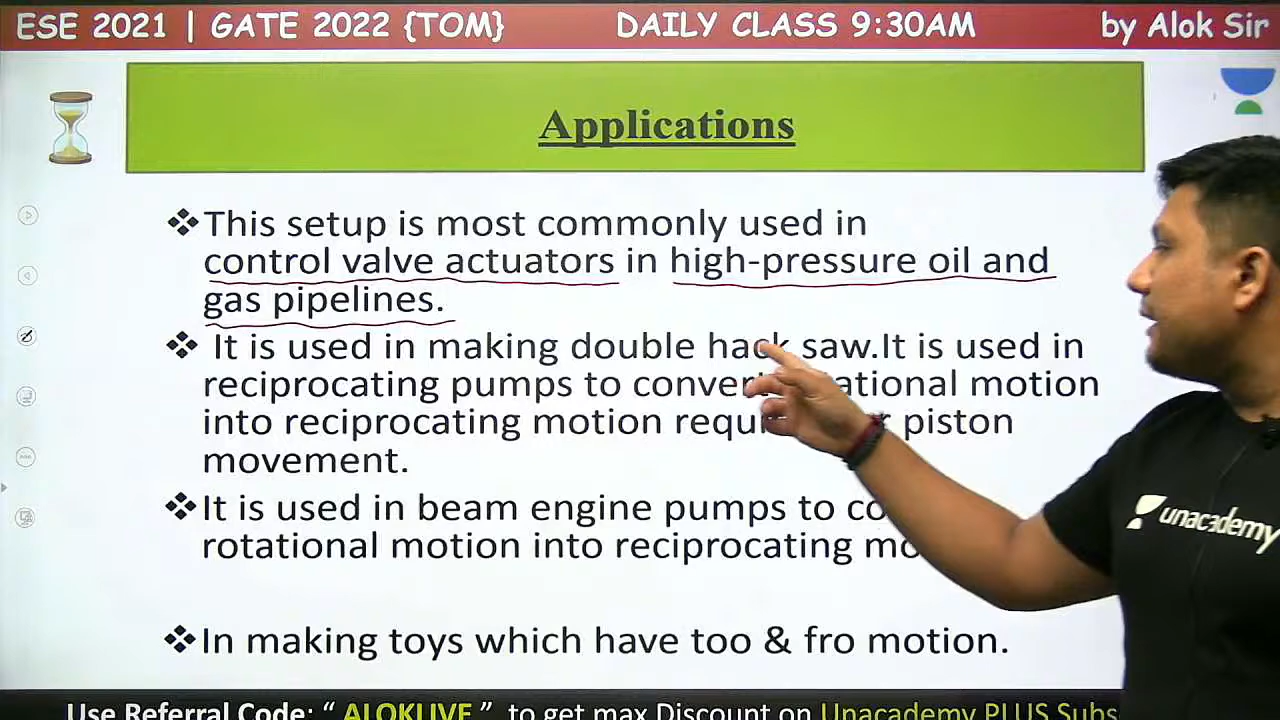 ESE 2021 | GATE 2022 {TOM} DAILY CLASS 9:30AM by Alok Sir
Applications
❖This setup is most commonly used in
control valve actuators in high-pressure oil and
gas pipelines.
❖ It is used in making double hack saw.It is used in
reciprocating pumps to convert motion
into reciprocating motion piston
movement.
❖It is used in beam engine pumps to
rotational motion into reciprocating
❖In making toys which have too & fro motion.
unacademy
Use Referral Code: “ ALOKLIVE ” to get max Discount on Unacademy PLUS Subs